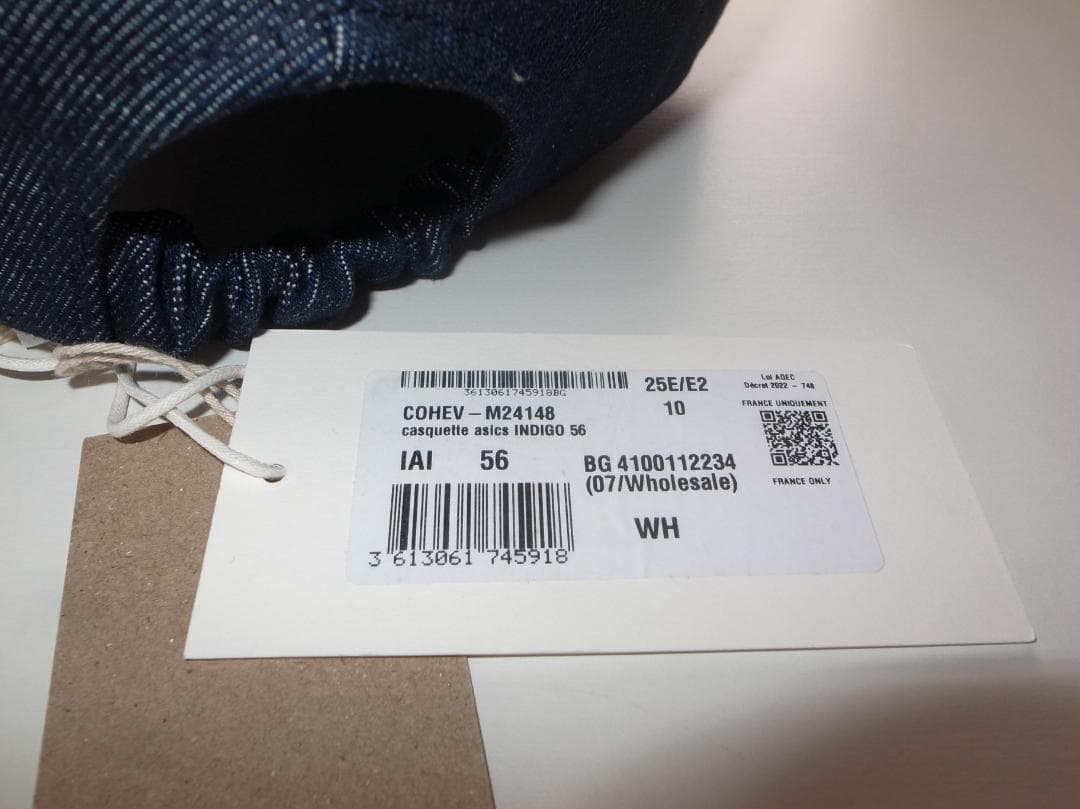 3613061745918BG
25E/E2
10
COHEV - M24148
casquette asics INDIGO 56
IAI 56
BG 4100112234
(07/Wholesale)
WH
3 613061 745918
Loi AGEC
Décret 2022 - 748
FRANCE UNIQUEMENT
FRANCE ONLY